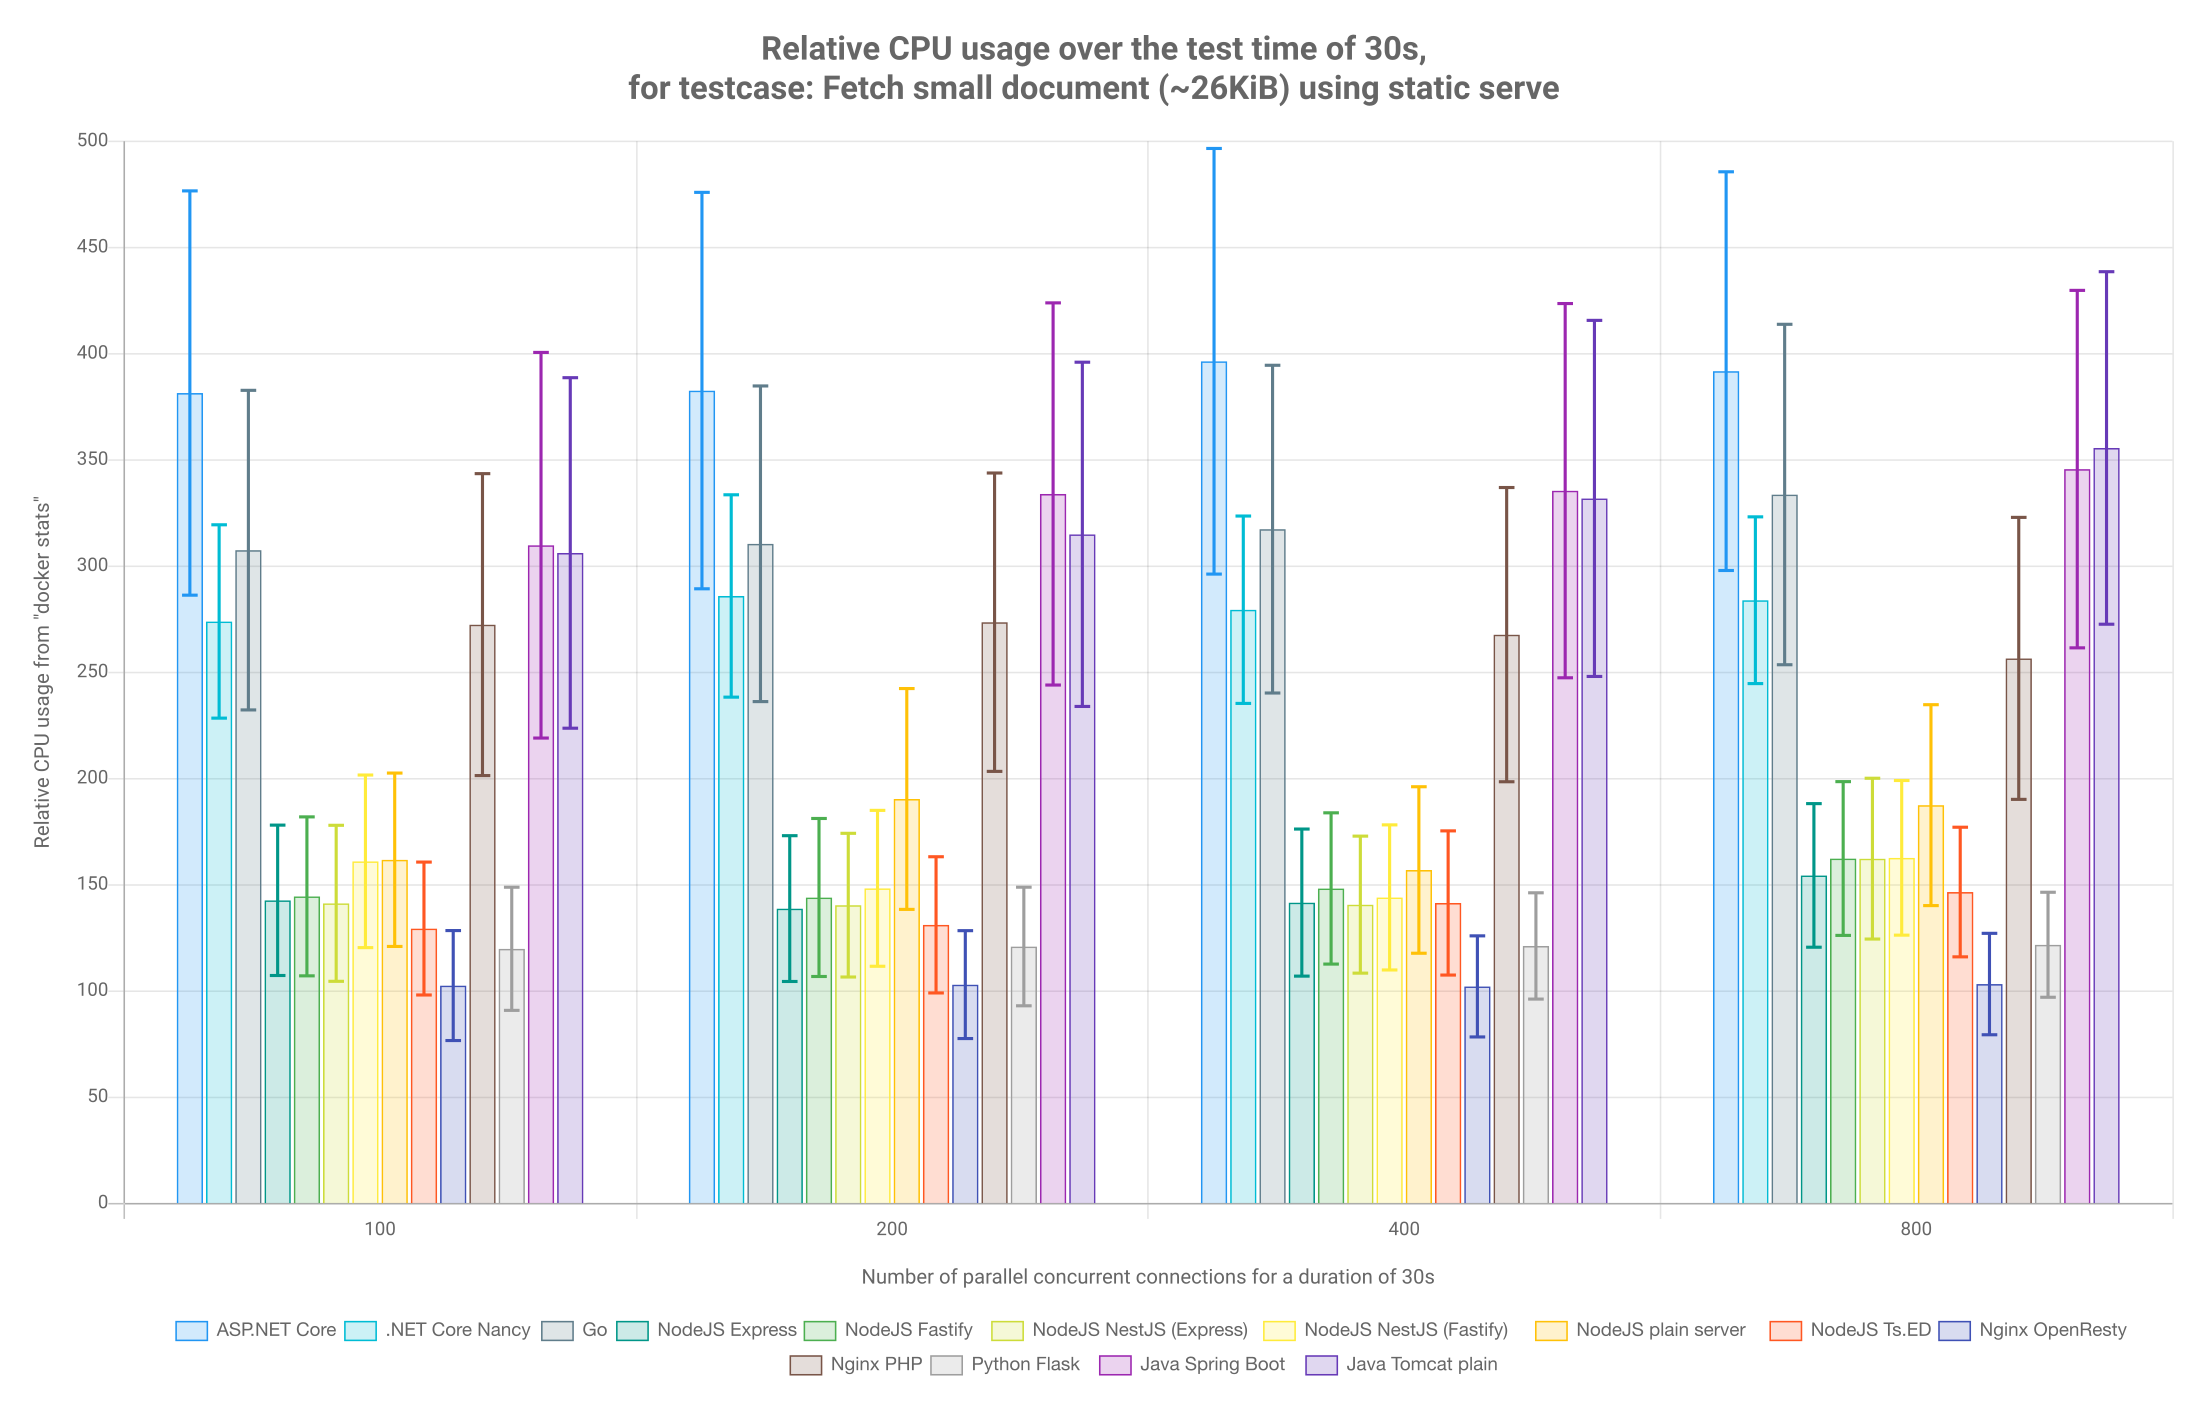 Relative CPU usage over the test time of 30s,
for testcase: Fetch small document (~26KiB) using static serve
Relative CPU usage from "docker stats"
500
450
400
350
300
250
200
150
100
50
0
100 200 400 800
Number of parallel concurrent connections for a duration of 30s
ASP.NET Core .NET Core Nancy Go NodeJS Express NodeJS Fastify NodeJS NestJS (Express) NodeJS NestJS (Fastify) NodeJS plain server NodeJS Ts.ED Nginx OpenResty
Nginx PHP Python Flask Java Spring Boot Java Tomcat plain